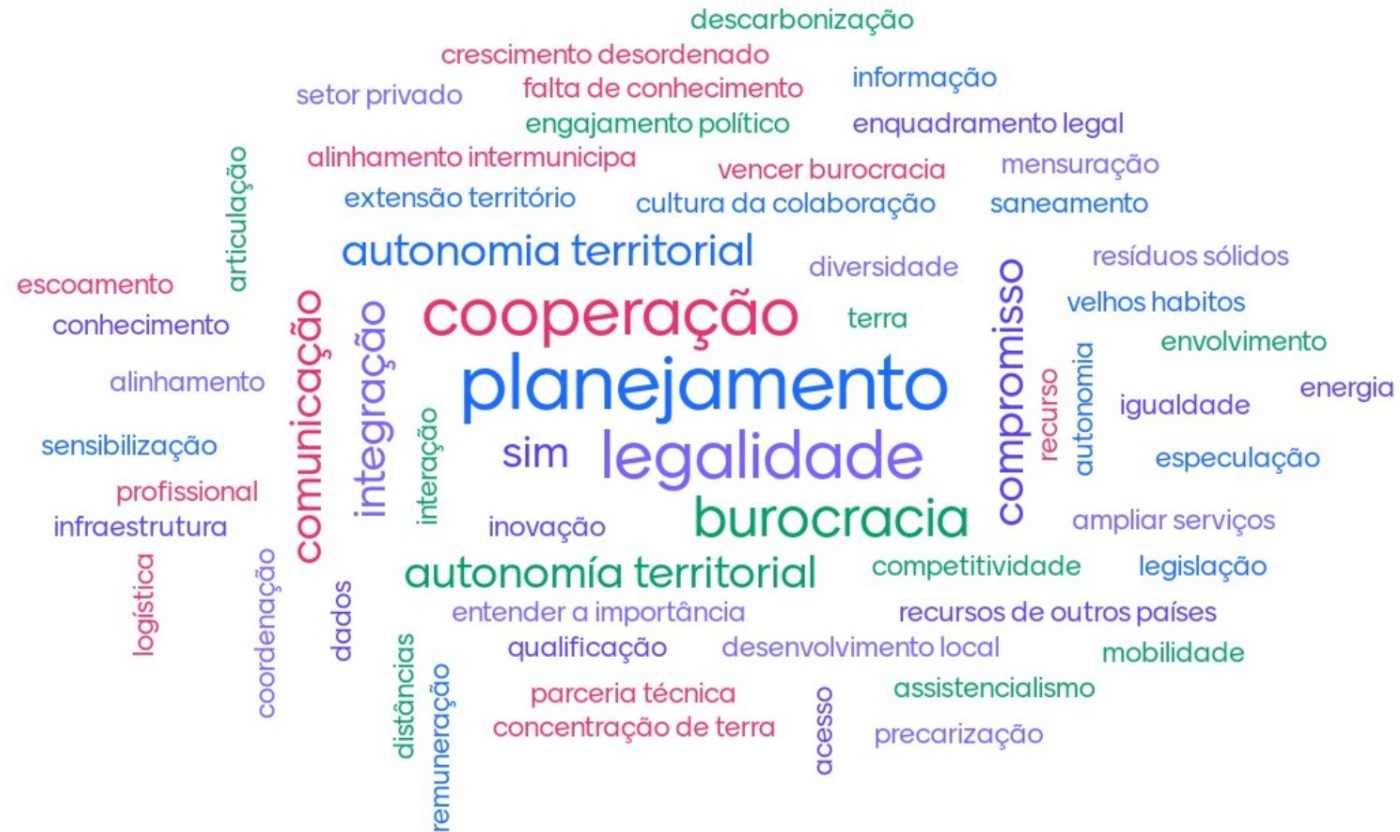 descarbonização
crescimento desordenado
setor privado
falta de conhecimento
informação
engajamento político
enquadramento legal
alinhamento intermunicipa
vencer burocracia
mensuração
articulação
extensão território
cultura da colaboração
saneamento
autonomia territorial
diversidade
resíduos sólidos
escoamento
cooperação
compromisso
velhos habitos
conhecimento
comunicação
integração
terra
envolvimento
alinhamento
planejamento
recurso
autonomia
igualdade
energia
sensibilização
interação
sim
legalidade
especulação
profissional
infraestrutura
inovação
burocracia
ampliar serviços
logística
coordenação
dados
autonomía territorial
competitividade
legislação
entender a importância
recursos de outros países
distâncias
qualificação
desenvolvimento local
mobilidade
remuneração
parceria técnica
acesso
assistencialismo
concentração de terra
precarização